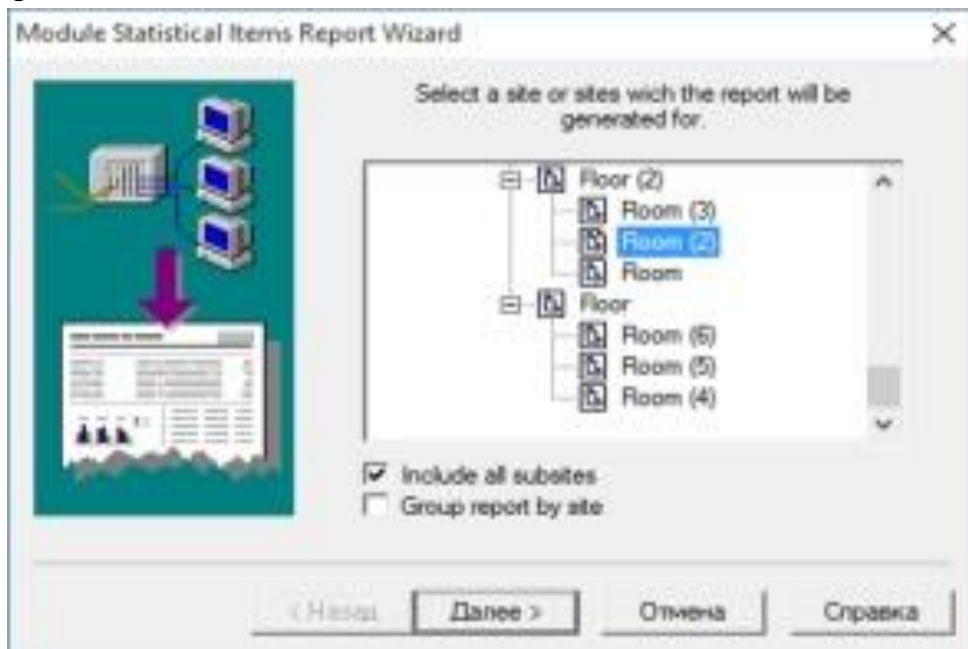 Module Statistical Items Report Wizard
Select a site or sites wich the report will be
generated for.
Floor (2)
Room (3)
Room (2)
Room
Floor
Room (6)
Room (5)
Room (4)
Include all subsites
Group report by site
< Назад
Далее >
Отмена
Справка